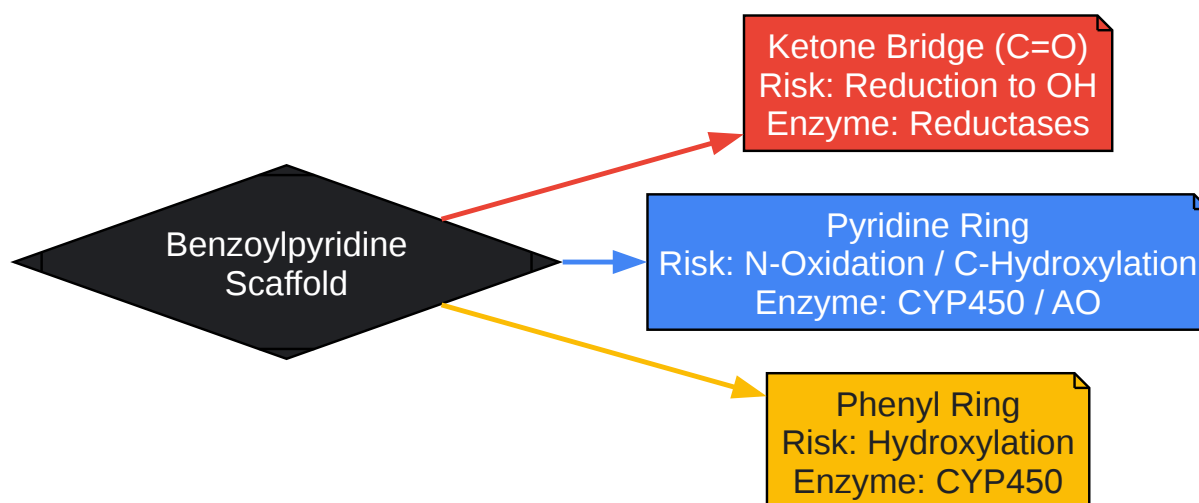 Benzoylpyridine
Scaffold
Ketone Bridge (C=O)
Risk: Reduction to OH
Enzyme: Reductases
Pyridine Ring
Risk: N-Oxidation / C-Hydroxylation
Enzyme: CYP450 / AO
Phenyl Ring
Risk: Hydroxylation
Enzyme: CYP450